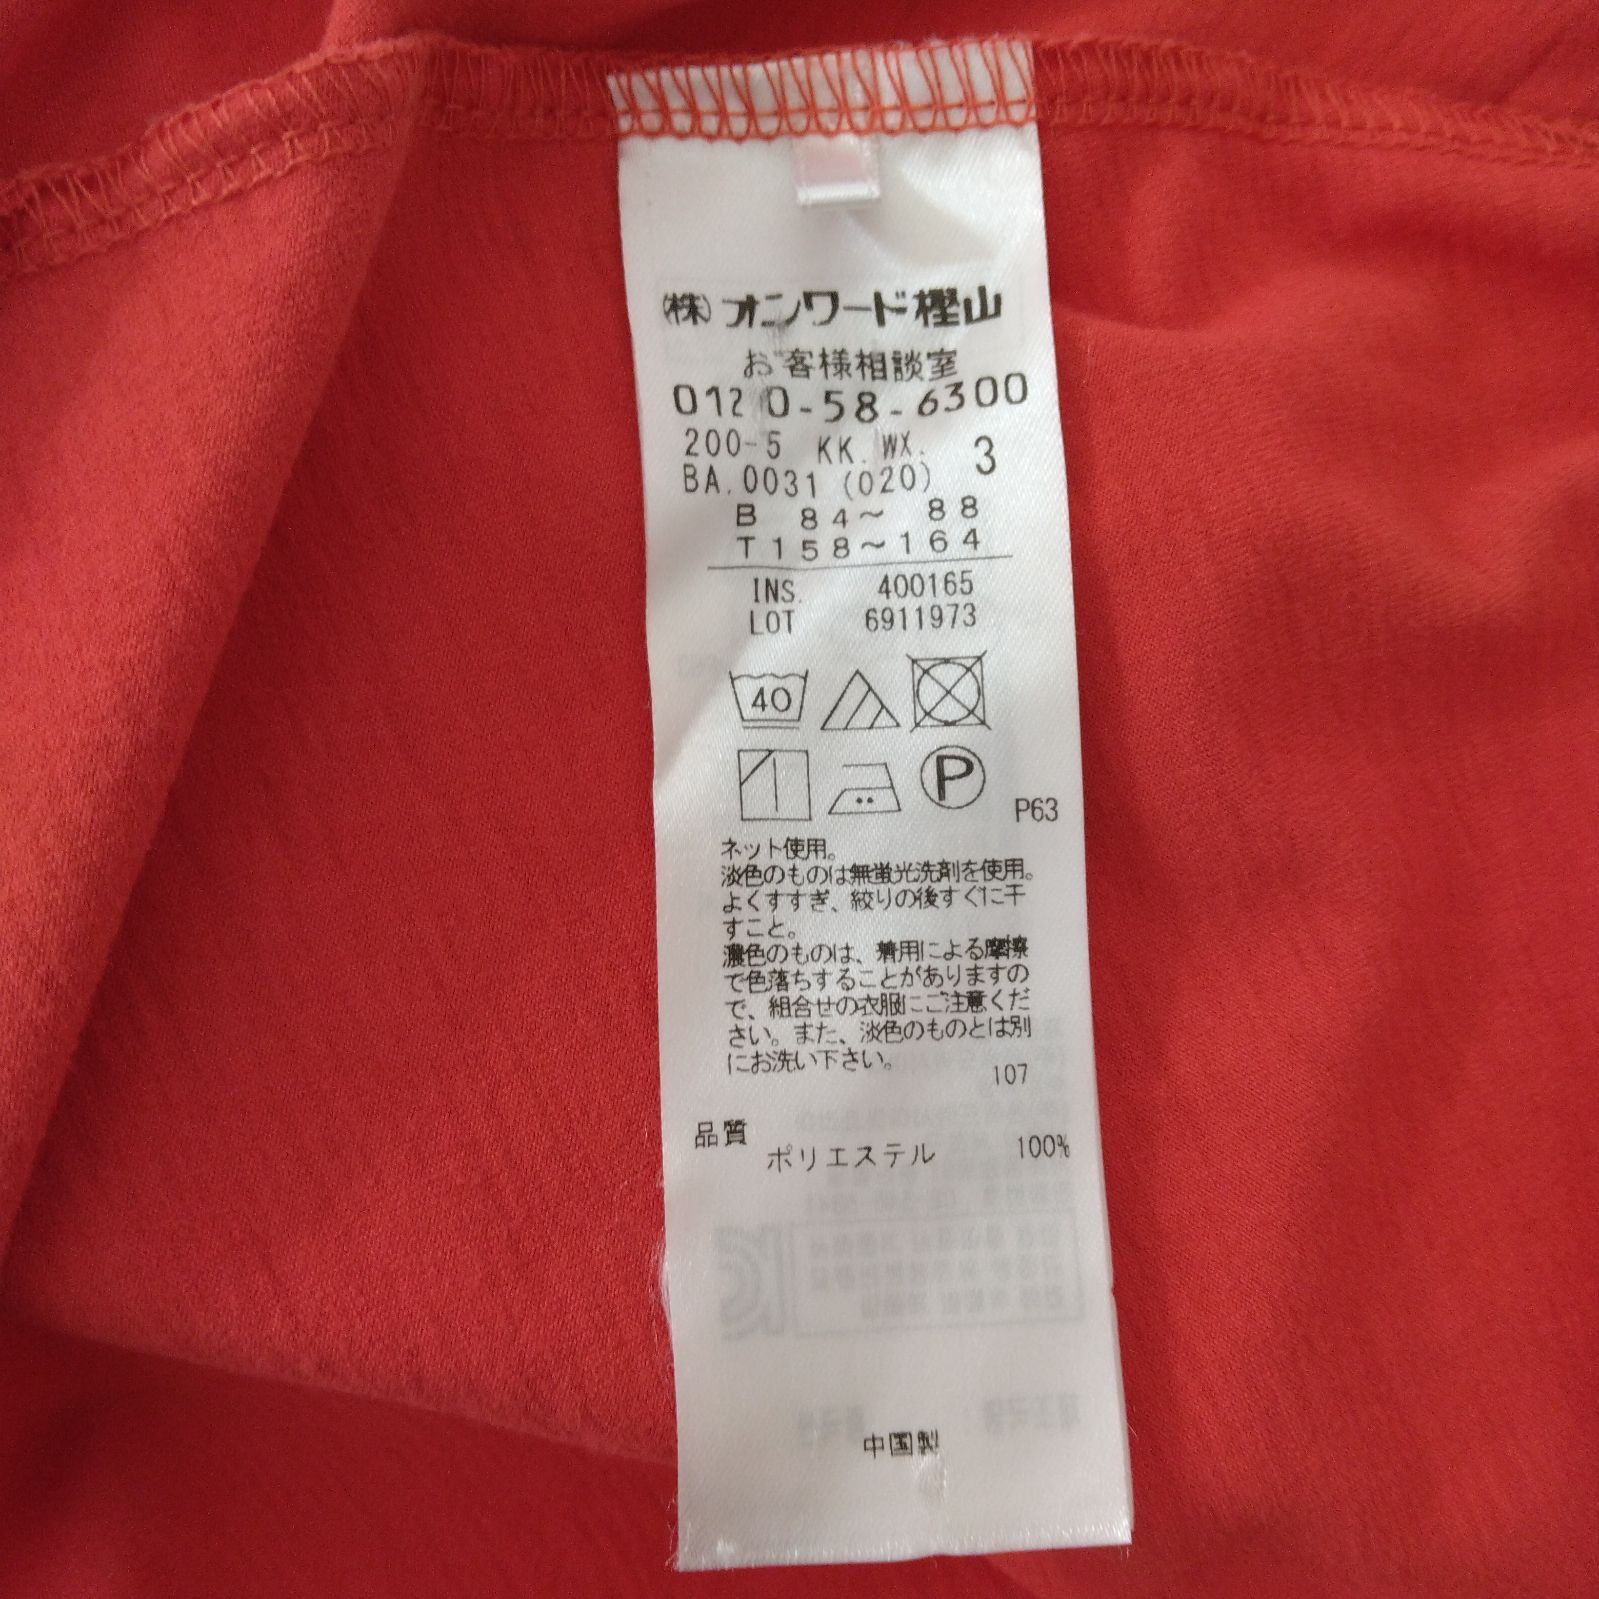 ㈱オンワード樫山
お客様相談室
0120-58-6300
200-5 KK.WX. 3
BA.0031 (020)
B 84～ 88
T158～164
INS. 400165
LOT 6911973
40
P P63
ネット使用。
淡色のものは無蛍光洗剤を使用。
よくすすぎ、絞りの後すぐに干
すこと。
濃色のものは、着用による摩擦
で色落ちすることがありますの
で、組合せの衣服にご注意くだ
さい。また、淡色のものとは別
にお洗い下さい。
107
品質
ポリエステル 100%
中国製